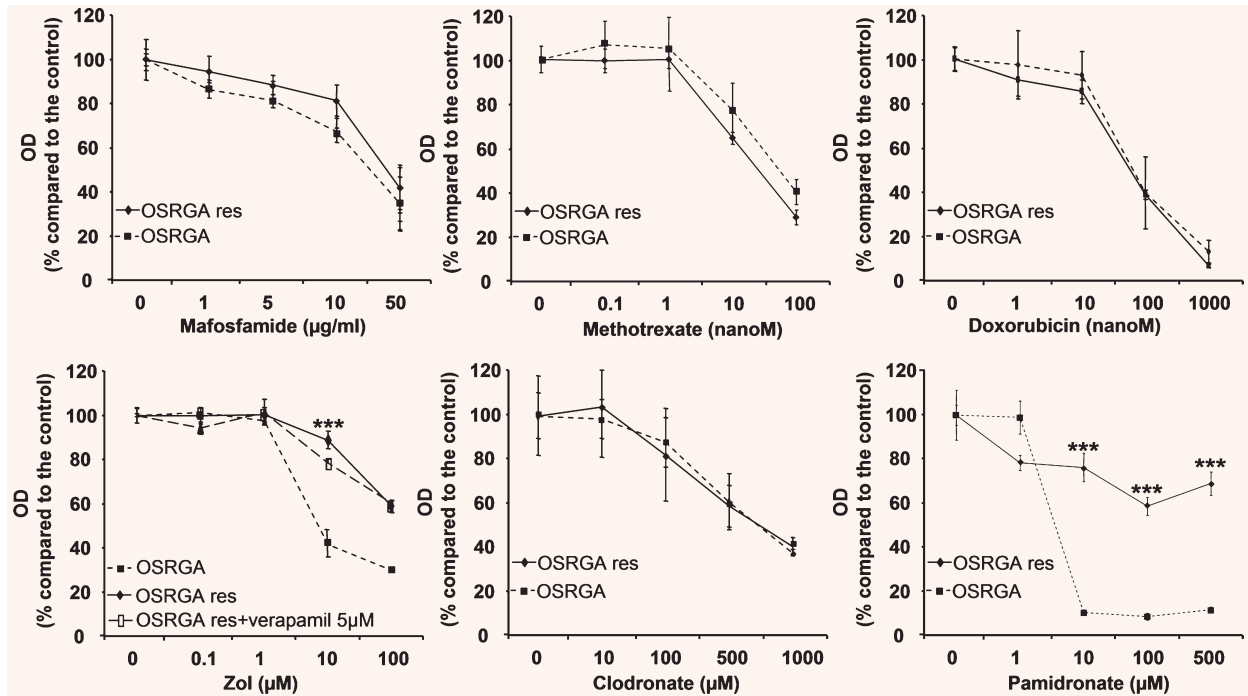 120
100
80
60
40
20
0
OD
(% compared to the control)
OSRGA res
OSRGA
0 1 5 10 50
Mafosfamide (µg/ml)
120
100
80
60
40
20
0
OD
(% compared to the control)
OSRGA res
OSRGA
0 0.1 1 10 100
Methotrexate (nanoM)
120
100
80
60
40
20
0
OD
(% compared to the control)
OSRGA res
OSRGA
0 1 10 100 1000
Doxorubicin (nanoM)
120
100
80
60
40
20
0
OD
(% compared to the control)
***
OSRGA
OSRGA res
OSRGA res+verapamil 5µM
0 0.1 1 10 100
Zol (µM)
120
100
80
60
40
20
0
OD
(% compared to the control)
OSRGA res
OSRGA
0 10 100 500 1000
Clodronate (µM)
120
100
80
60
40
20
0
OD
(% compared to the control)
***
***
***
OSRGA res
OSRGA
0 1 10 100 500
Pamidronate (µM)